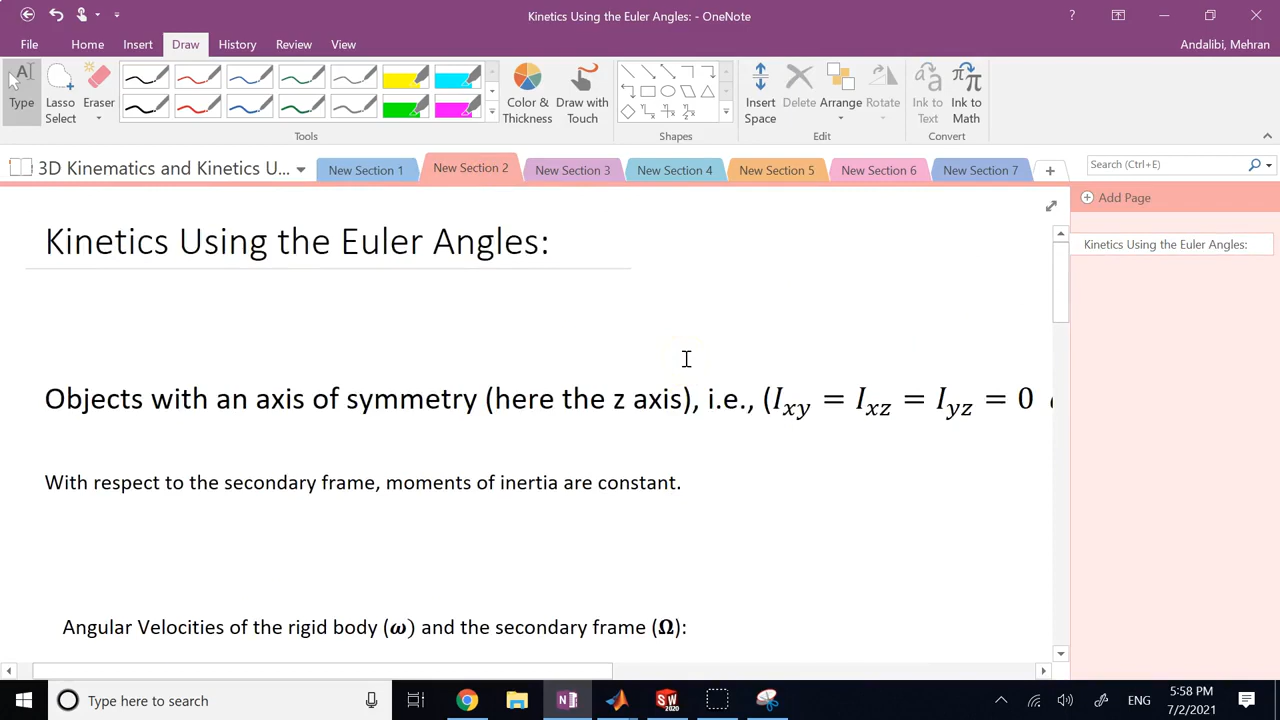 Kinetics Using the Euler Angles: - OneNote
File Home Insert Draw History Review View
Andalibi, Mehran
Type
Lasso Select
Eraser
Color & Thickness
Draw with Touch
Insert Space
Delete
Arrange
Rotate
Ink to Text
Ink to Math
Tools
Shapes
Edit
Convert
3D Kinematics and Kinetics U...
New Section 1
New Section 2
New Section 3
New Section 4
New Section 5
New Section 6
New Section 7
Search (Ctrl+E)
Add Page
Kinetics Using the Euler Angles:
Kinetics Using the Euler Angles:
Objects with an axis of symmetry (here the z axis), i.e., (I_xy = I_xz = I_yz = 0
With respect to the secondary frame, moments of inertia are constant.
Angular Velocities of the rigid body (ω) and the secondary frame (Ω):
Type here to search
ENG
5:58 PM
7/2/2021